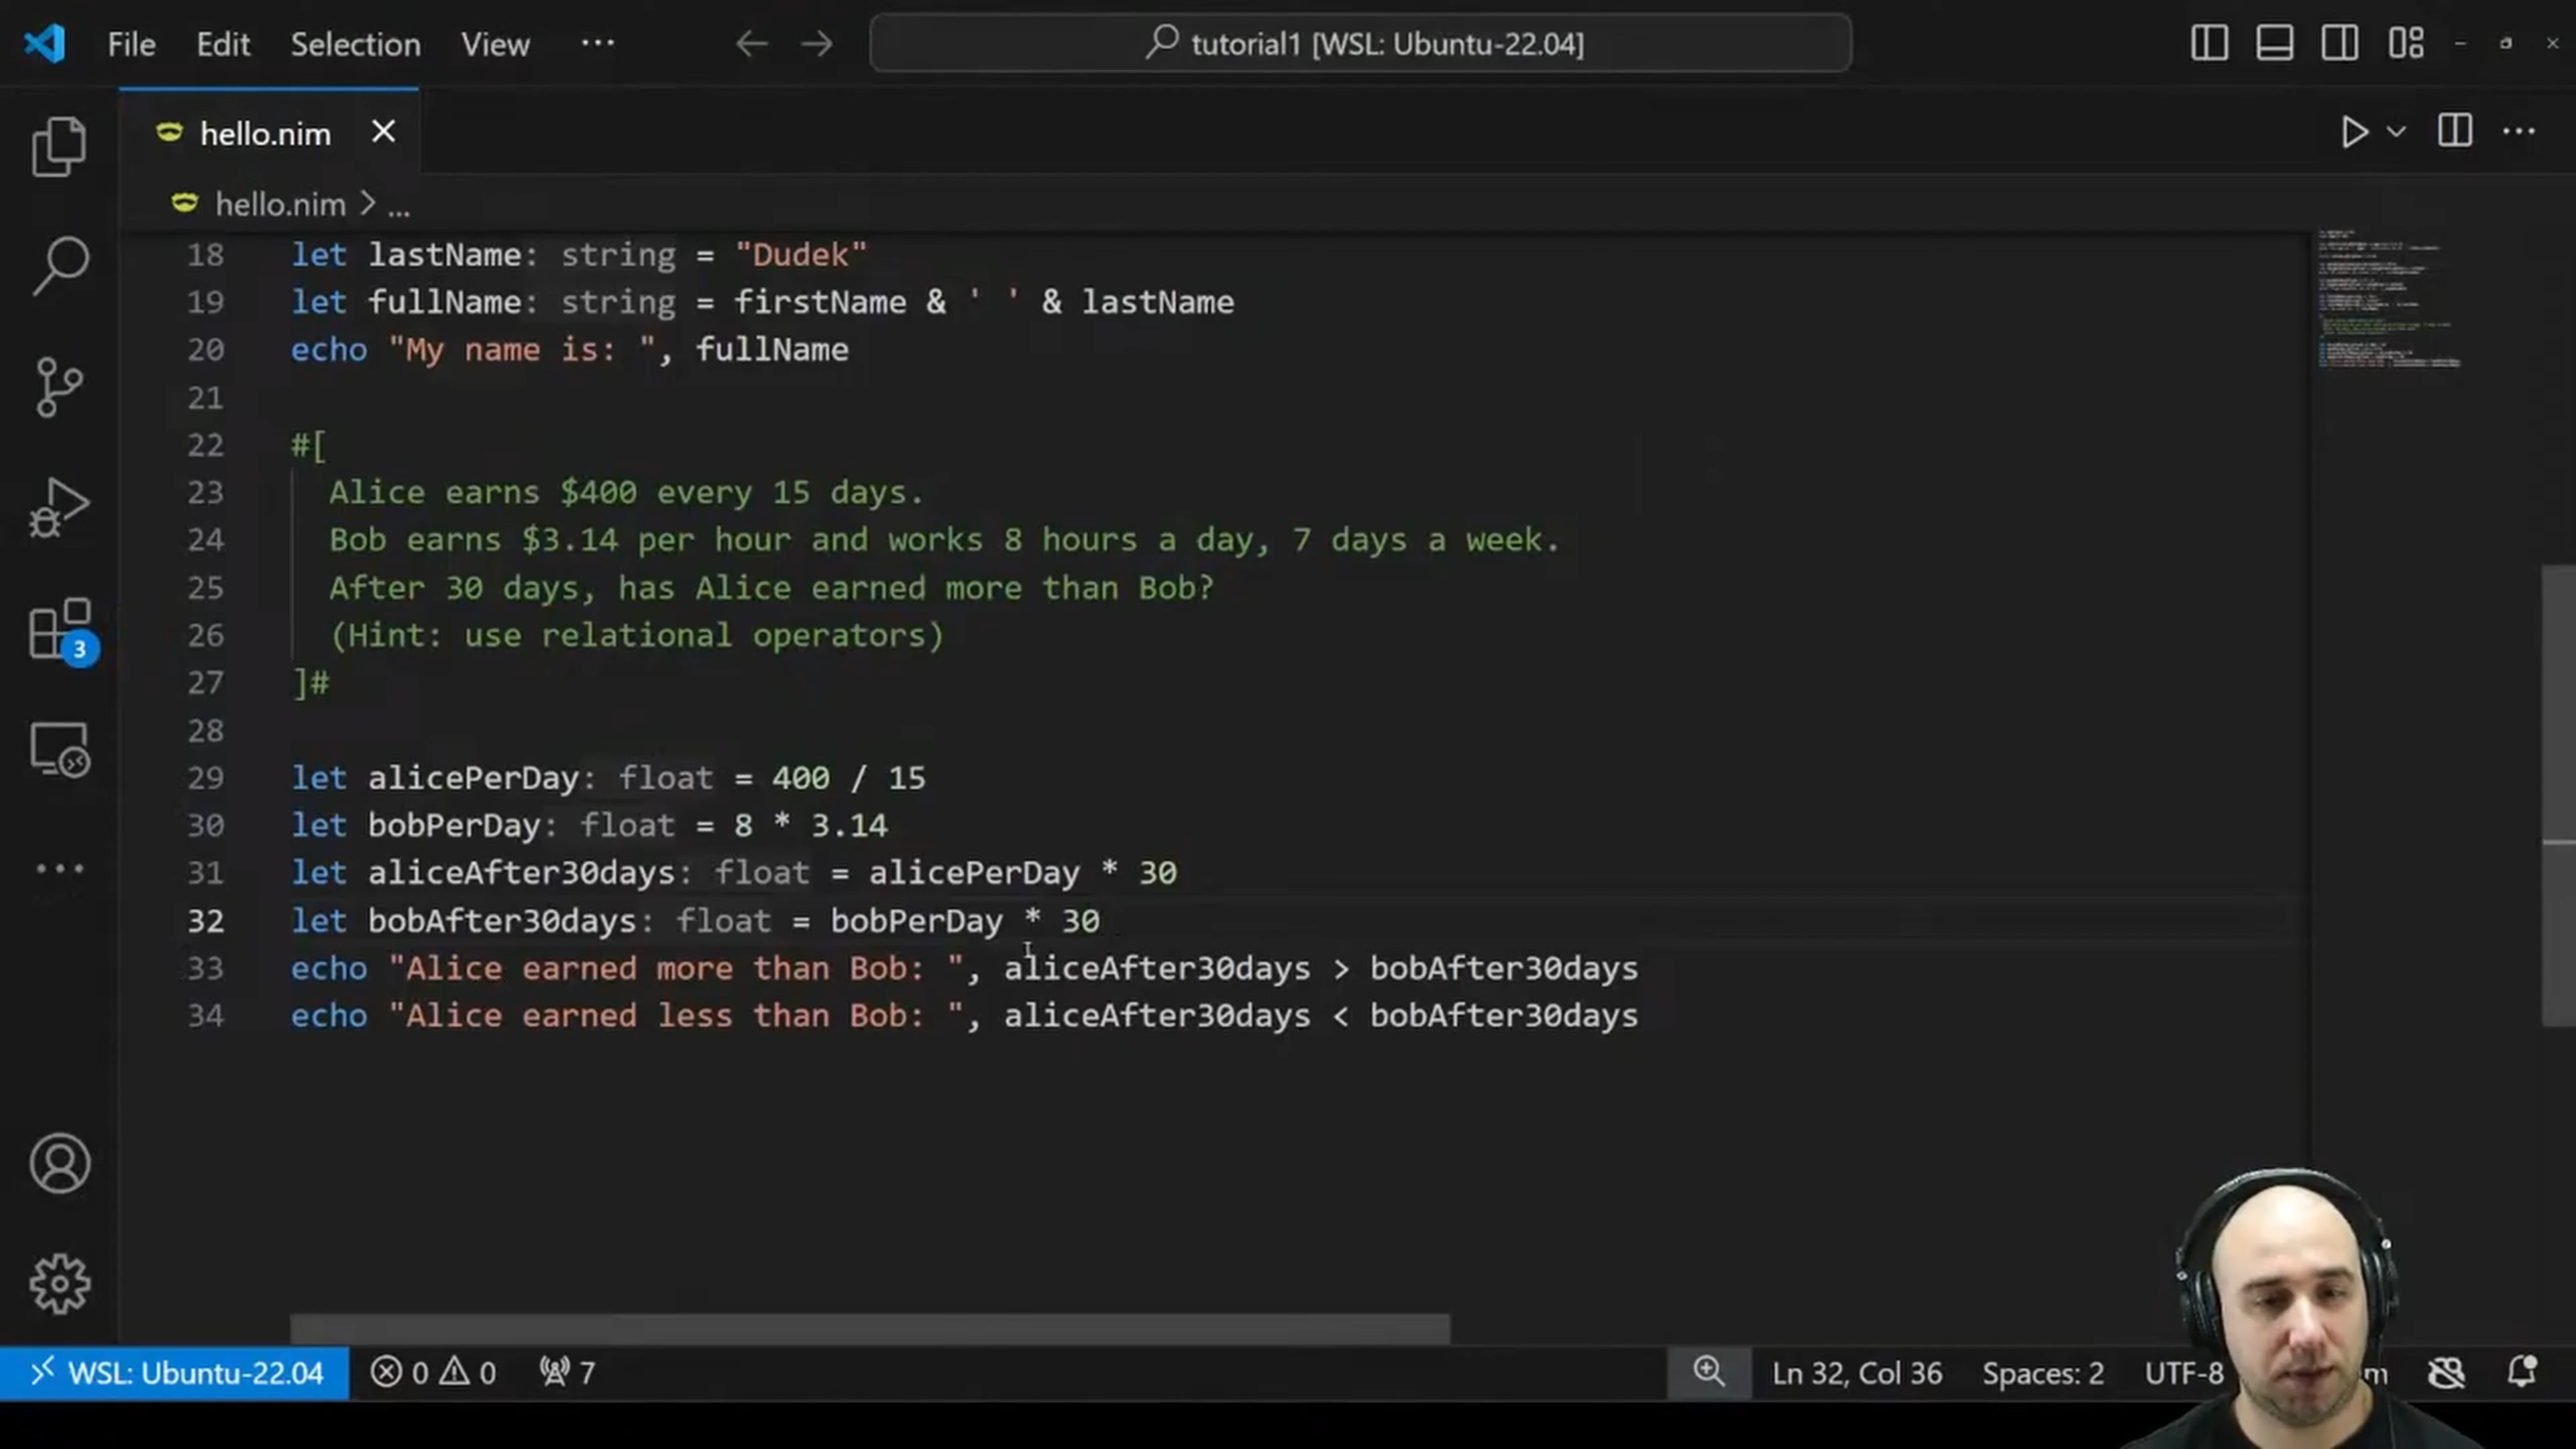 File Edit Selection View ... tutorial1 [WSL: Ubuntu-22.04]
hello.nim
hello.nim > ...
18 let lastName: string = "Dudek"
19 let fullName: string = firstName & ' ' & lastName
20 echo "My name is: ", fullName
21
22 #[
23 Alice earns $400 every 15 days.
24 Bob earns $3.14 per hour and works 8 hours a day, 7 days a week.
25 After 30 days, has Alice earned more than Bob?
26 (Hint: use relational operators)
27 ]#
28
29 let alicePerDay: float = 400 / 15
30 let bobPerDay: float = 8 * 3.14
31 let aliceAfter30days: float = alicePerDay * 30
32 let bobAfter30days: float = bobPerDay * 30
33 echo "Alice earned more than Bob: ", aliceAfter30days > bobAfter30days
34 echo "Alice earned less than Bob: ", aliceAfter30days < bobAfter30days
3
WSL: Ubuntu-22.04 0 0 7 Ln 32, Col 36 Spaces: 2 UTF-8